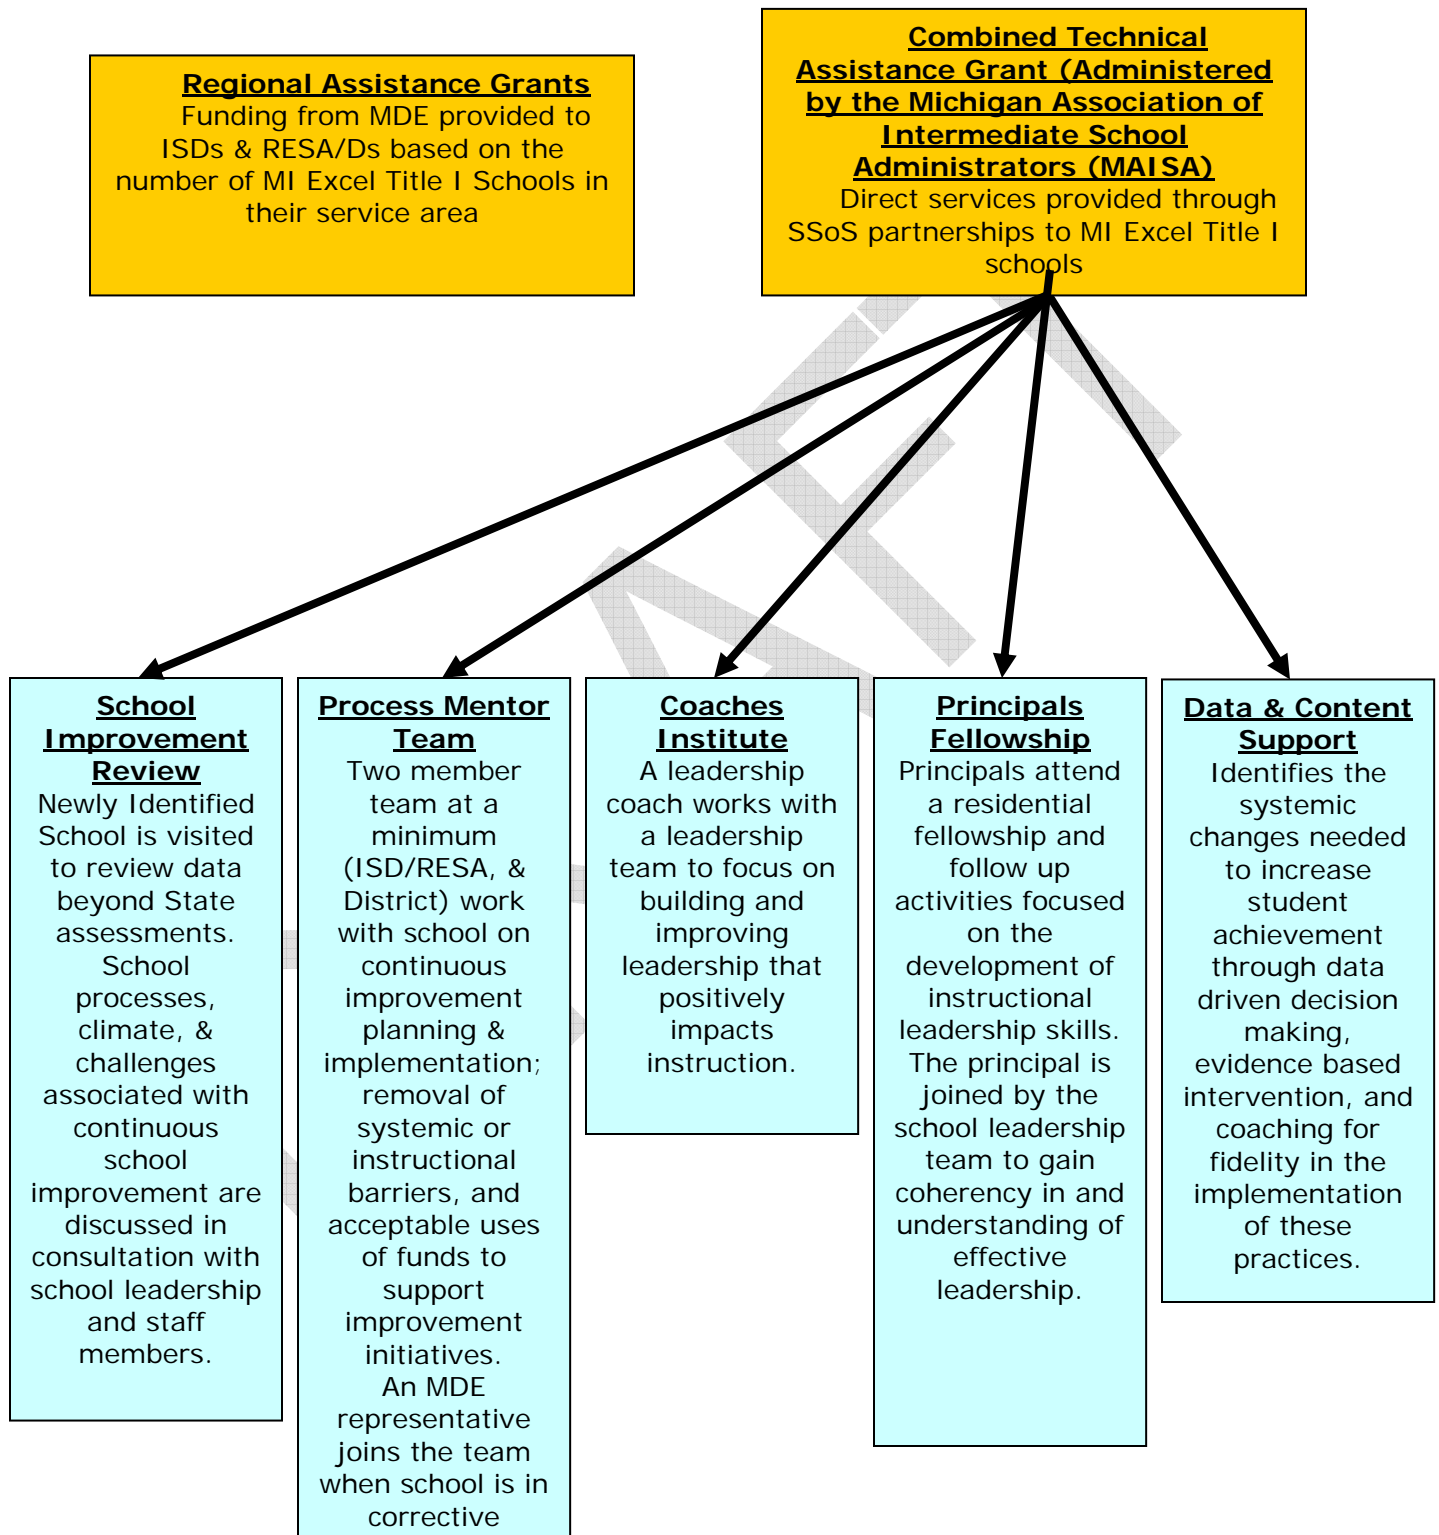 Regional Assistance Grants
Funding from MDE provided to
ISDs & RESA/Ds based on the
number of MI Excel Title I Schools in
their service area
Combined Technical
Assistance Grant (Administered
by the Michigan Association of
Intermediate School
Administrators (MAISA)
Direct services provided through
SSoS partnerships to MI Excel Title I
schools
School
Improvement
Review
Newly Identified
School is visited
to review data
beyond State
assessments.
School
processes,
climate, &
challenges
associated with
continuous
school
improvement are
discussed in
consultation with
school leadership
and staff
members.
Process Mentor
Team
Two member
team at a
minimum
(ISD/RESA, &
District) work
with school on
continuous
improvement
planning &
implementation;
removal of
systemic or
instructional
barriers, and
acceptable uses
of funds to
support
improvement
initiatives.
An MDE
representative
joins the team
when school is in
corrective
Coaches
Institute
A leadership
coach works with
a leadership
team to focus on
building and
improving
leadership that
positively
impacts
instruction.
Principals
Fellowship
Principals attend
a residential
fellowship and
follow up
activities focused
on the
development of
instructional
leadership skills.
The principal is
joined by the
school leadership
team to gain
coherency in and
understanding of
effective
leadership.
Data & Content
Support
Identifies the
systemic
changes needed
to increase
student
achievement
through data
driven decision
making,
evidence based
intervention, and
coaching for
fidelity in the
implementation
of these
practices.